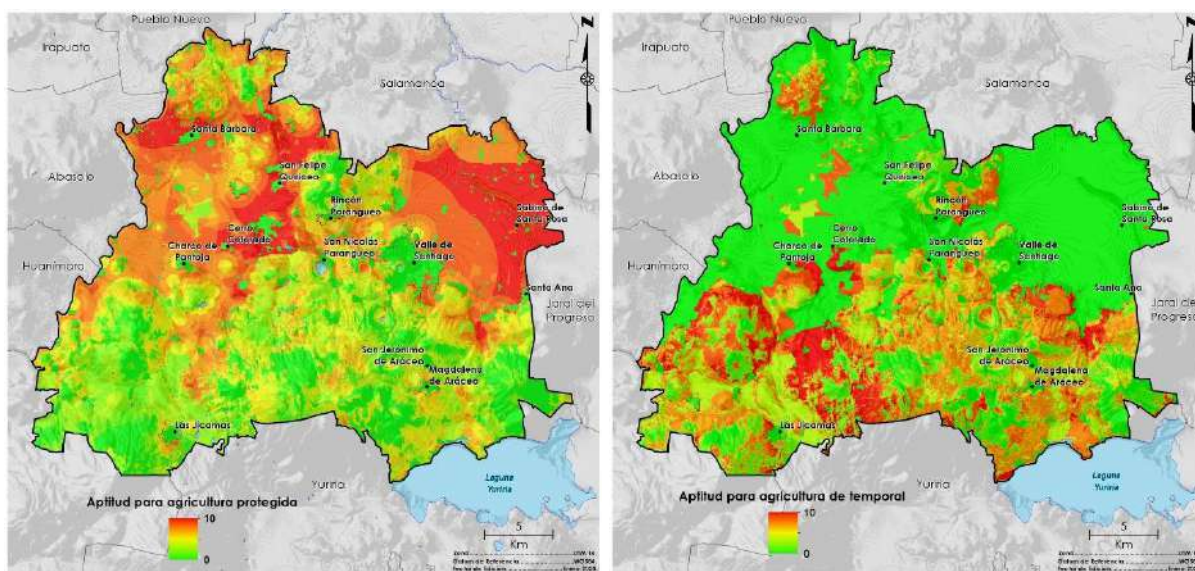 Pueblo Nuevo
Irapuato
Salamanca
Santa Bárbara
Abasolo
San Felipe
Quiriceo
Rincón
Parangueo
Sabino de
Santa Rosa
Cerro
Colorado
San Nicolás
Parangueo
Valle de
Santiago
Charco de
Pantoja
Huanímaro
Santa Ana
Jaral del
Progreso
San Jerónimo
de Aráceo
Magdalena
de Aráceo
Las Jícamas
Yuriria
Laguna
Yuriria
Aptitud para agricultura protegida
10
0
5
Km
Pueblo Nuevo
Irapuato
Salamanca
Santa Bárbara
Abasolo
San Felipe
Quiriceo
Rincón
Parangueo
Sabino de
Santa Rosa
Cerro
Colorado
San Nicolás
Parangueo
Valle de
Santiago
Charco de
Pantoja
Huanímaro
Santa Ana
Jaral del
Progreso
San Jerónimo
de Aráceo
Magdalena
de Aráceo
Las Jícamas
Yuriria
Laguna
Yuriria
Aptitud para agricultura de temporal
10
0
5
Km